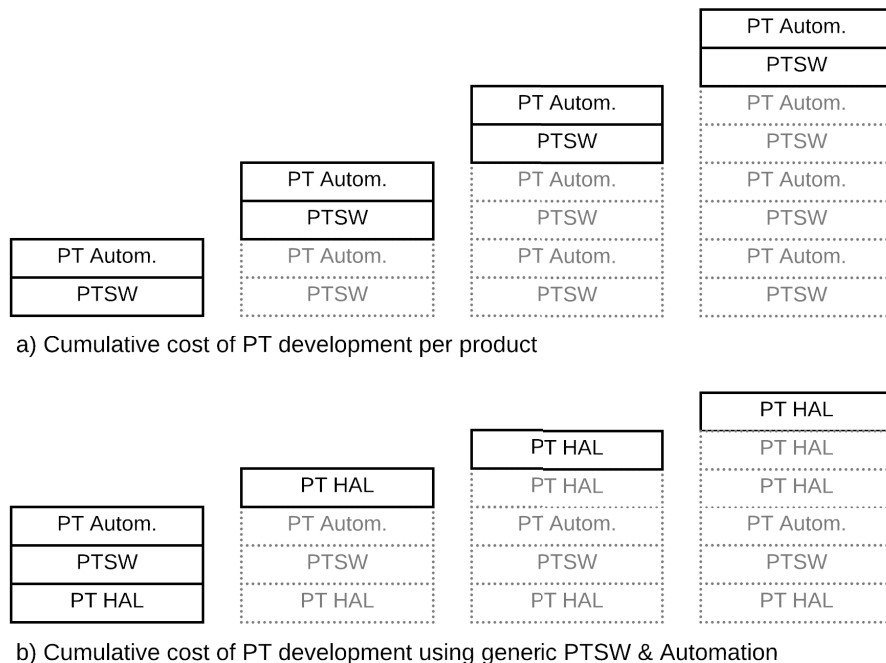 PT Autom.
PTSW
PT Autom.
PT Autom.
PTSW
PTSW
PT Autom.
PT Autom.
PT Autom.
PTSW
PTSW
PTSW
PT Autom.
PT Autom.
PT Autom.
PT Autom.
PTSW
PTSW
PTSW
PTSW
a) Cumulative cost of PT development per product
PT HAL
PT HAL
PT HAL
PT HAL
PT HAL
PT HAL
PT Autom.
PT Autom.
PT Autom.
PT Autom.
PTSW
PTSW
PTSW
PTSW
PT HAL
PT HAL
PT HAL
PT HAL
b) Cumulative cost of PT development using generic PTSW & Automation